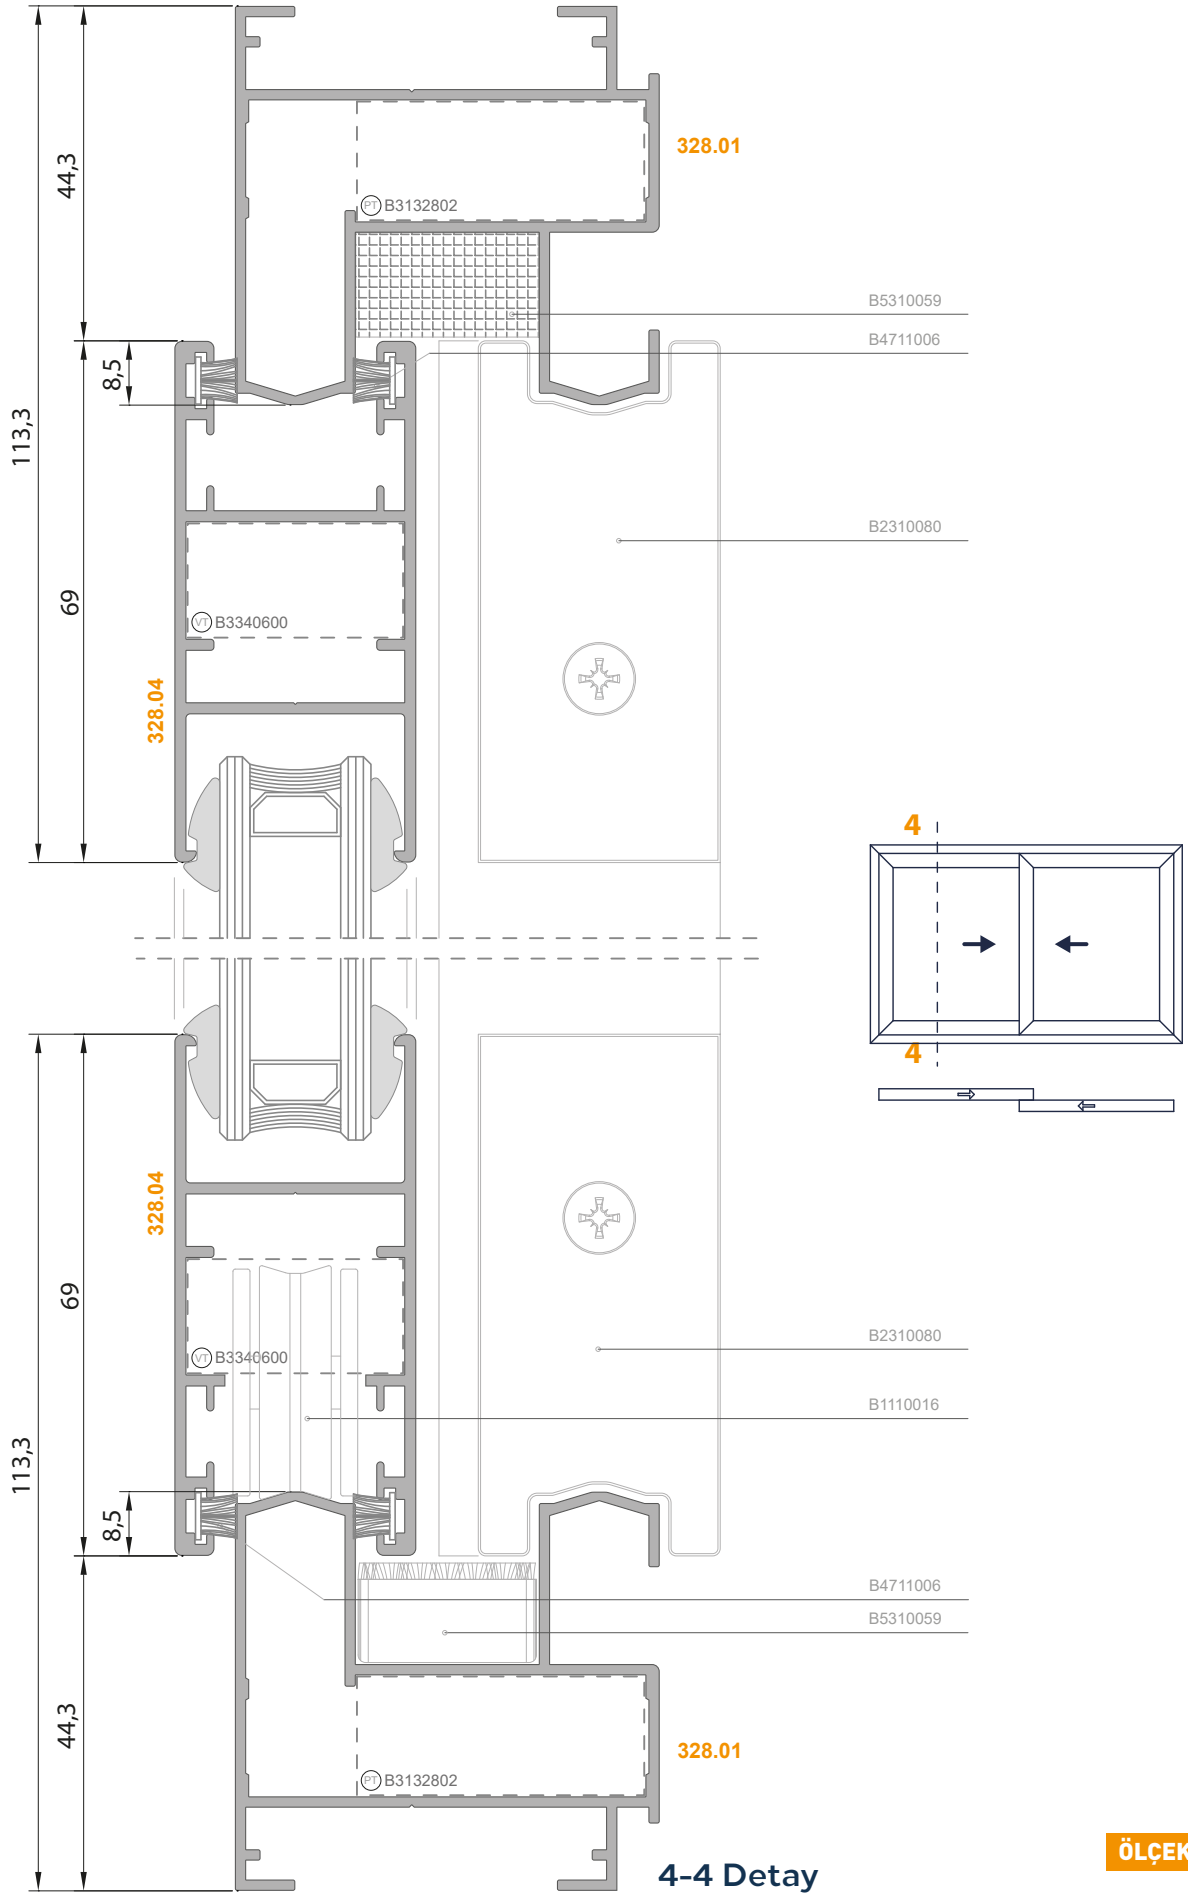 328.01
44,3
PT B3132802
B5310059
B4711006
8,5
113,3
B2310080
69
VT B3340600
328.04
4
4
328.04
69
B2310080
VT B3340600
B1110016
113,3
8,5
B4711006
B5310059
44,3
328.01
PT B3132802
ÖLÇEK
4-4 Detay